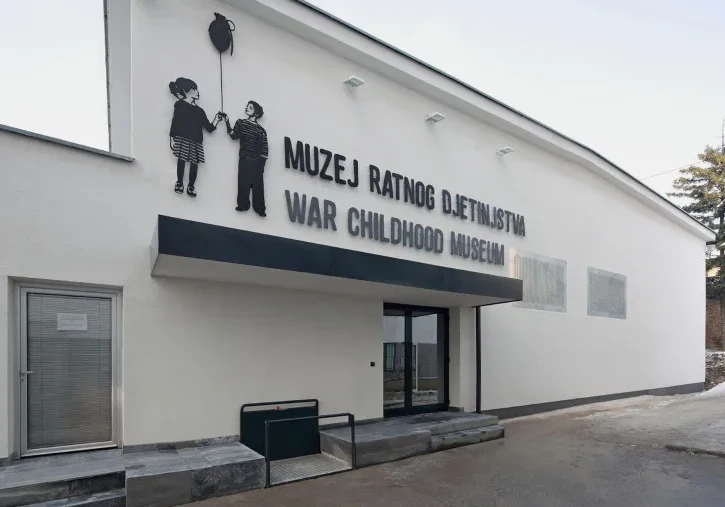 MUZEJ RATNOG DJETINJSTVA
WAR CHILDHOOD MUSEUM